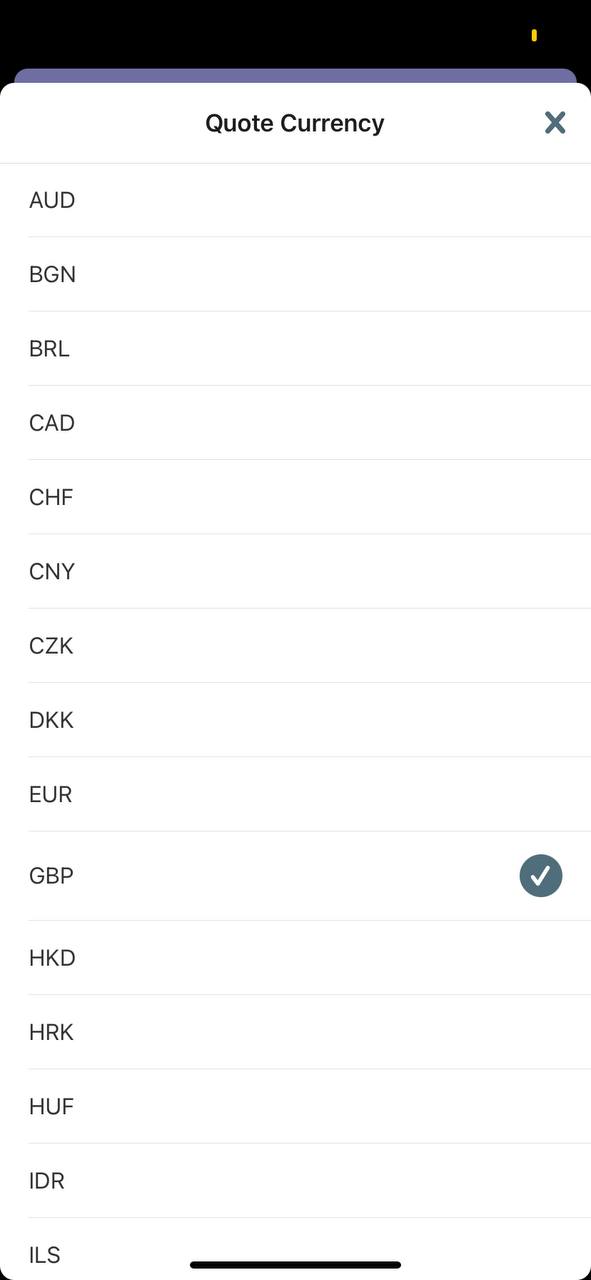 Quote Currency
AUD
BGN
BRL
CAD
CHF
CNY
CZK
DKK
EUR
GBP
HKD
HRK
HUF
IDR
ILS